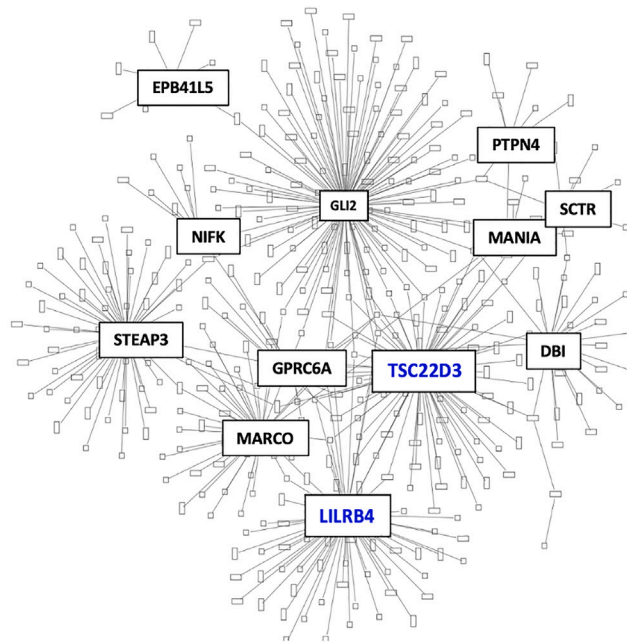 EPB41L5
PTPN4
GLI2
SCTR
NIFK
MANIA
STEAP3
GPRC6A
TSC22D3
DBI
MARCO
LILRB4